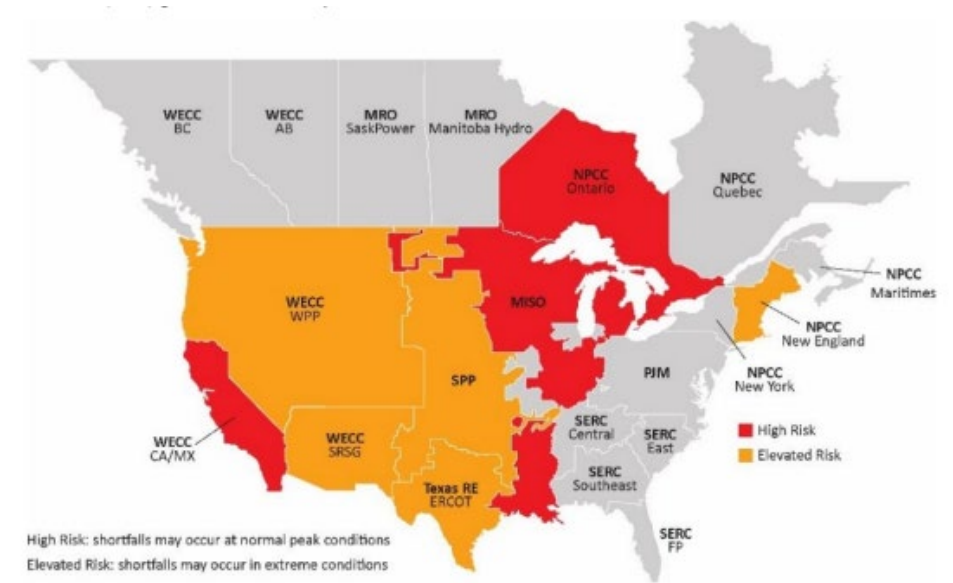 WECC
BC
WECC
AB
MRO
SaskPower
MRO
Manitoba Hydro
NPCC
Ontario
NPCC
Quebec
NPCC
Maritimes
WECC
WPP
MISO
NPCC
New England
SPP
PJM
NPCC
New York
WECC
CA/MX
WECC
SRSG
SERC
Central
SERC
East
High Risk
Elevated Risk
SERC
Southeast
Texas RE
ERCOT
SERC
FP
High Risk: shortfalls may occur at normal peak conditions
Elevated Risk: shortfalls may occur in extreme conditions